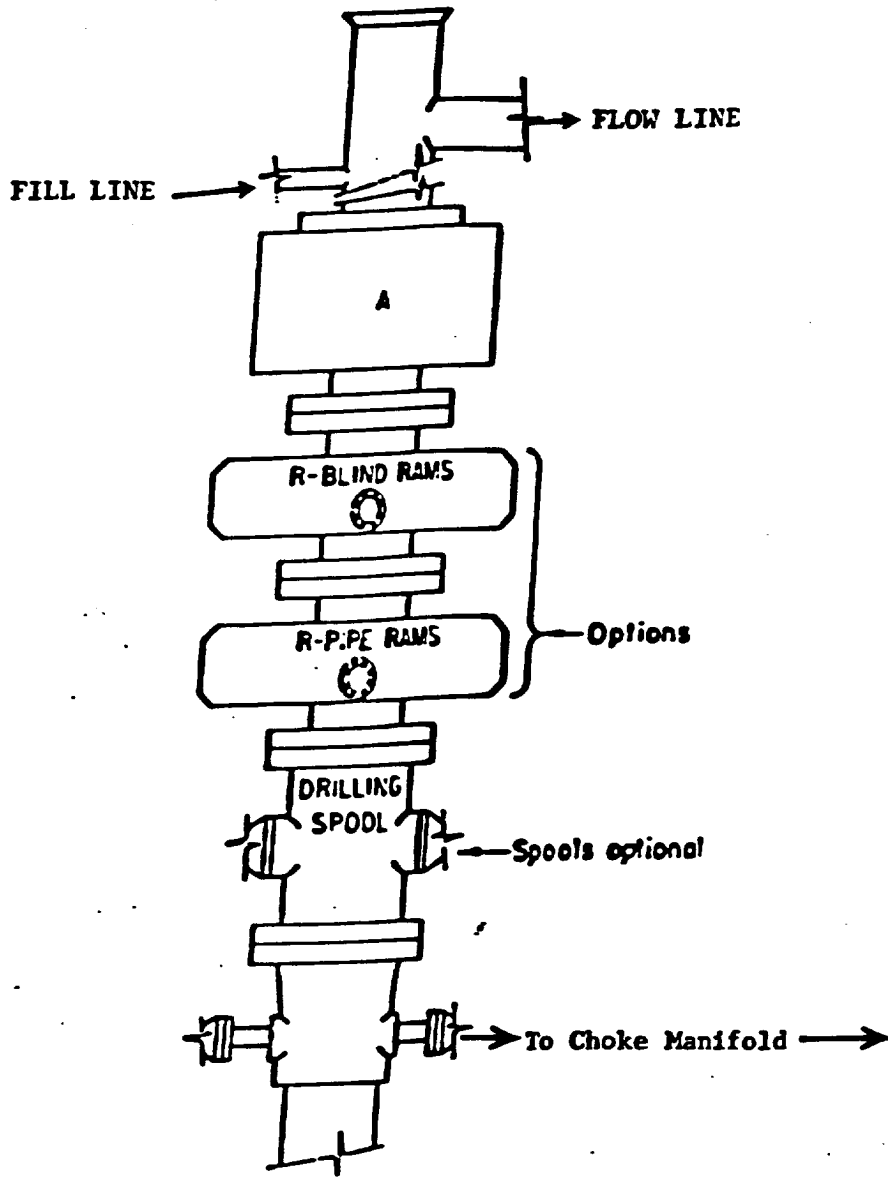 FLOW LINE
FILL LINE
A
R-BLIND RAMS
R-PIPE RAMS
Options
DRILLING
SPOOL
Spools optional
To Choke Manifold